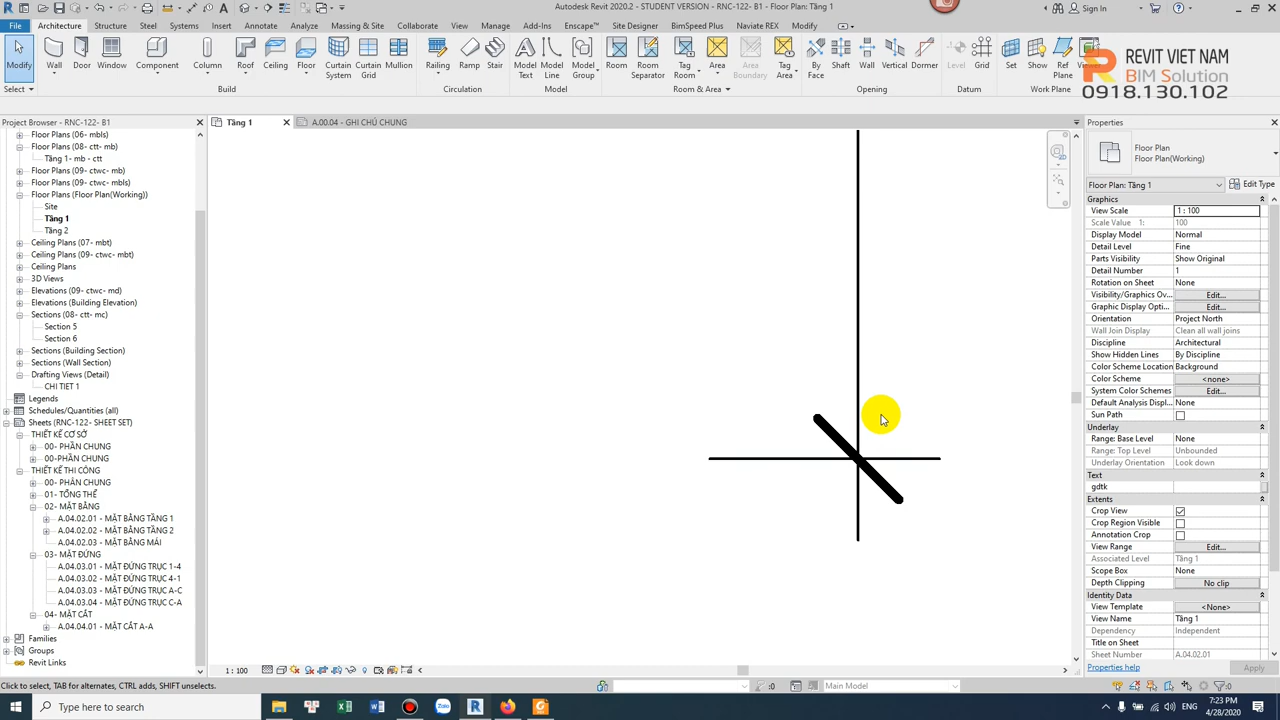 Autodesk Revit 2020.2 - STUDENT VERSION - RNC-122- B1 - Floor Plan: Tầng 1
Sign In
File Architecture Structure Steel Systems Insert Annotate Analyze Massing & Site Collaborate View Manage Add-Ins Enscape™ Site Designer BimSpeed Plus Naviate REX Modify
Modify Wall Door Window Component Column Roof Ceiling Floor Curtain System Curtain Grid Mullion Railing Ramp Stair Model Text Model Line Model Group Room Room Separator Tag Room Area Area Boundary Tag Area By Face Shaft Wall Vertical Dormer Level Grid Set Show Ref Plane Viewer
Select Build Circulation Model Room & Area Opening Datum Work Plane
REVIT VIET NAM
BIM Solution
0918.130.102
Project Browser - RNC-122- B1
Floor Plans (06- mbls)
Floor Plans (08- ctt- mb)
Tầng 1- mb - ctt
Floor Plans (09- ctwc- mb)
Floor Plans (09- ctwc- mbls)
Floor Plans (Floor Plan(Working))
Site
Tầng 1
Tầng 2
Ceiling Plans (07- mbt)
Ceiling Plans (09- ctwc- mbt)
Ceiling Plans
3D Views
Elevations (09- ctwc- md)
Elevations (Building Elevation)
Sections (08- ctt- mc)
Section 5
Section 6
Sections (Building Section)
Sections (Wall Section)
Drafting Views (Detail)
CHI TIET 1
Legends
Schedules/Quantities (all)
Sheets (RNC-122- SHEET SET)
THIẾT KẾ CƠ SỞ
00- PHẦN CHUNG
00-PHẦN CHUNG
THIẾT KẾ THI CÔNG
00- PHẦN CHUNG
01- TỔNG THỂ
02- MẶT BẰNG
A.04.02.01 - MẶT BẰNG TẦNG 1
A.04.02.02 - MẶT BẰNG TẦNG 2
A.04.02.03 - MẶT BẰNG MÁI
03- MẶT ĐỨNG
A.04.03.01 - MẶT ĐỨNG TRỤC 1-4
A.04.03.02 - MẶT ĐỨNG TRỤC 4-1
A.04.03.03 - MẶT ĐỨNG TRỤC A-C
A.04.03.04 - MẶT ĐỨNG TRỤC C-A
04- MẶT CẮT
A.04.04.01 - MẶT CẮT A-A
Families
Groups
Revit Links
Tầng 1
A.00.04 - GHI CHÚ CHUNG
Properties
Floor Plan
Floor Plan(Working)
Floor Plan: Tầng 1 Edit Type
Graphics
View Scale 1 : 100
Scale Value 1: 100
Display Model Normal
Detail Level Fine
Parts Visibility Show Original
Detail Number 1
Rotation on Sheet None
Visibility/Graphics Ov... Edit...
Graphic Display Opti... Edit...
Orientation Project North
Wall Join Display Clean all wall joins
Discipline Architectural
Show Hidden Lines By Discipline
Color Scheme Location Background
Color Scheme <none>
System Color Schemes Edit...
Default Analysis Displ... None
Sun Path
Underlay
Range: Base Level None
Range: Top Level Unbounded
Underlay Orientation Look down
Text
gdtk
Extents
Crop View
Crop Region Visible
Annotation Crop
View Range Edit...
Associated Level Tầng 1
Scope Box None
Depth Clipping No clip
Identity Data
View Template <None>
View Name Tầng 1
Dependency Independent
Title on Sheet
Sheet Number A.04.02.01
Properties help Apply
1 : 100
Click to select, TAB for alternates, CTRL adds, SHIFT unselects.
:0 Main Model :0
Type here to search
ENG
7:23 PM
4/28/2020